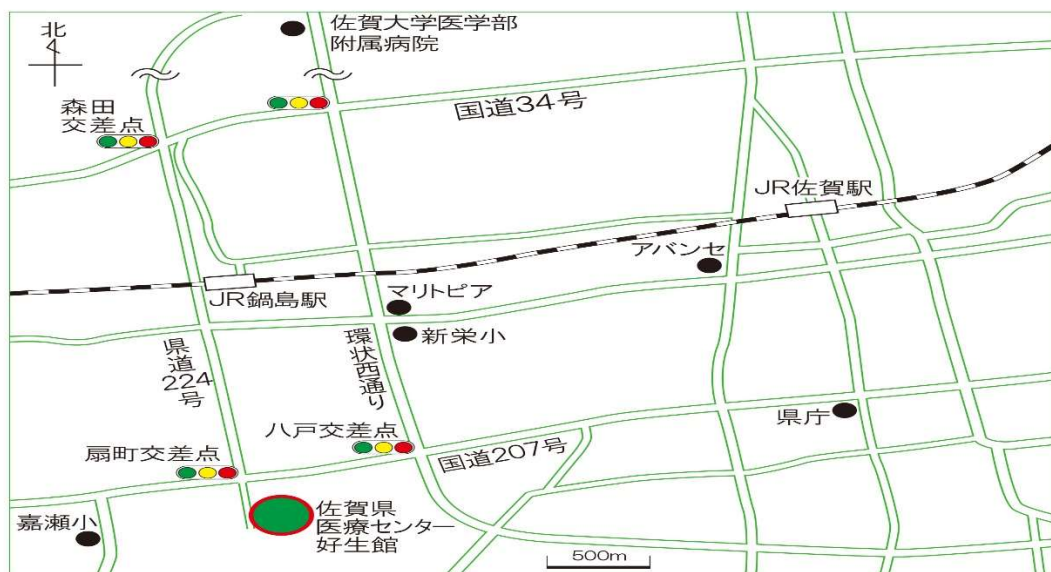 北
佐賀大学医学部
附属病院
森田
交差点
国道34号
JR佐賀駅
アバンセ
JR鍋島駅
マリトピア
新栄小
県道224号
環状西通り
県庁
八戸交差点
国道207号
扇町交差点
佐賀県
医療センター
好生館
嘉瀬小
500m